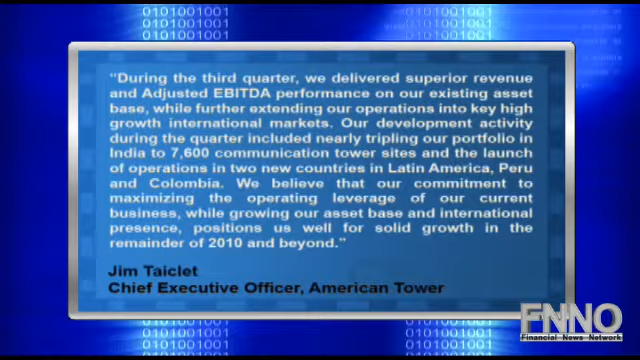 0101001001
0101001001
"During the third quarter, we delivered superior revenue
and Adjusted EBITDA performance on our existing asset
base, while further extending our operations into key high
growth international markets. Our development activity
during the quarter included nearly tripling our portfolio in
India to 7,600 communication tower sites and the launch
of operations in two new countries in Latin America, Peru
and Colombia. We believe that our commitment to
maximizing the operating leverage of our current
business, while growing our asset base and international
presence, positions us well for solid growth in the
remainder of 2010 and beyond."
Jim Taiclet
Chief Executive Officer, American Tower
FNNO
Financial News Network
0101001001